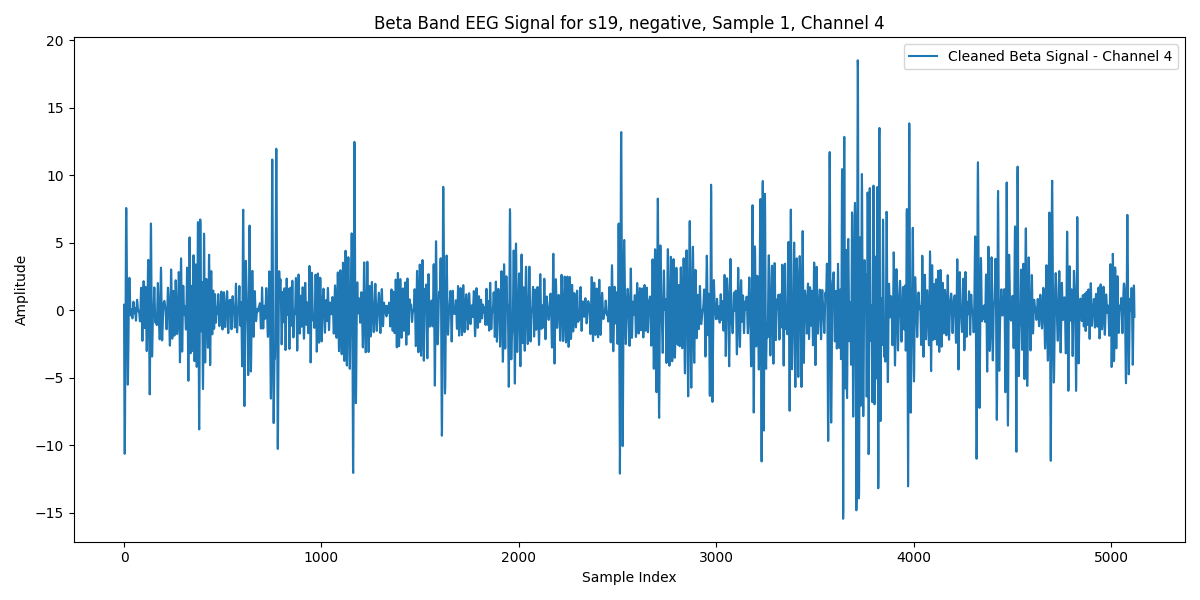 Beta Band EEG Signal for s19, negative, Sample 1, Channel 4
Cleaned Beta Signal - Channel 4
Amplitude
20
15
10
5
0
−5
−10
−15
0 1000 2000 3000 4000 5000
Sample Index